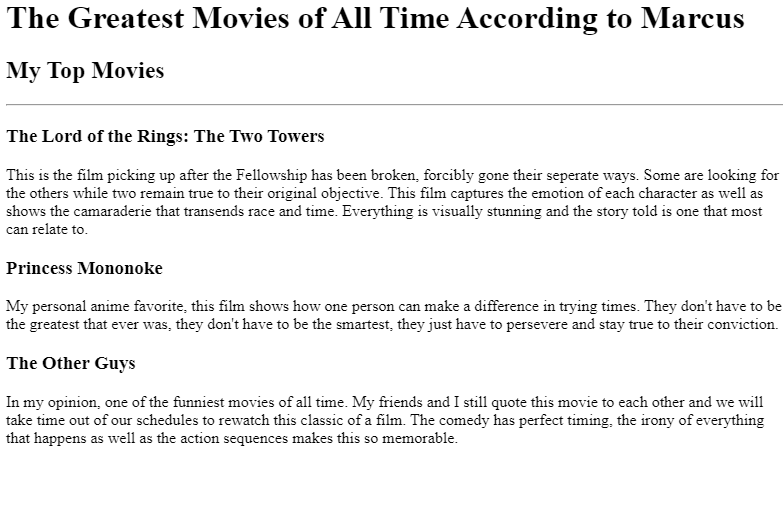 The Greatest Movies of All Time According to Marcus
My Top Movies
The Lord of the Rings: The Two Towers
This is the film picking up after the Fellowship has been broken, forcibly gone their seperate ways. Some are looking for
the others while two remain true to their original objective. This film captures the emotion of each character as well as
shows the camaraderie that transends race and time. Everything is visually stunning and the story told is one that most
can relate to.
Princess Mononoke
My personal anime favorite, this film shows how one person can make a difference in trying times. They don't have to be
the greatest that ever was, they don't have to be the smartest, they just have to persevere and stay true to their conviction.
The Other Guys
In my opinion, one of the funniest movies of all time. My friends and I still quote this movie to each other and we will
take time out of our schedules to rewatch this classic of a film. The comedy has perfect timing, the irony of everything
that happens as well as the action sequences makes this so memorable.